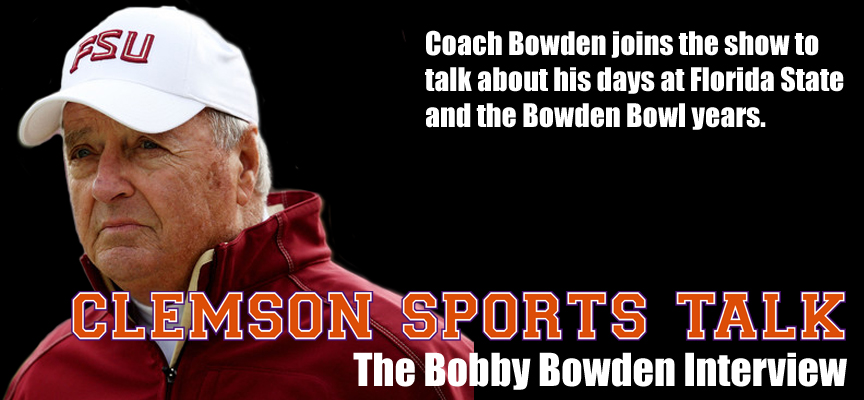 FSU
Coach Bowden joins the show to
talk about his days at Florida State
and the Bowden Bowl years.
CLEMSON SPORTS TALK
The Bobby Bowden Interview